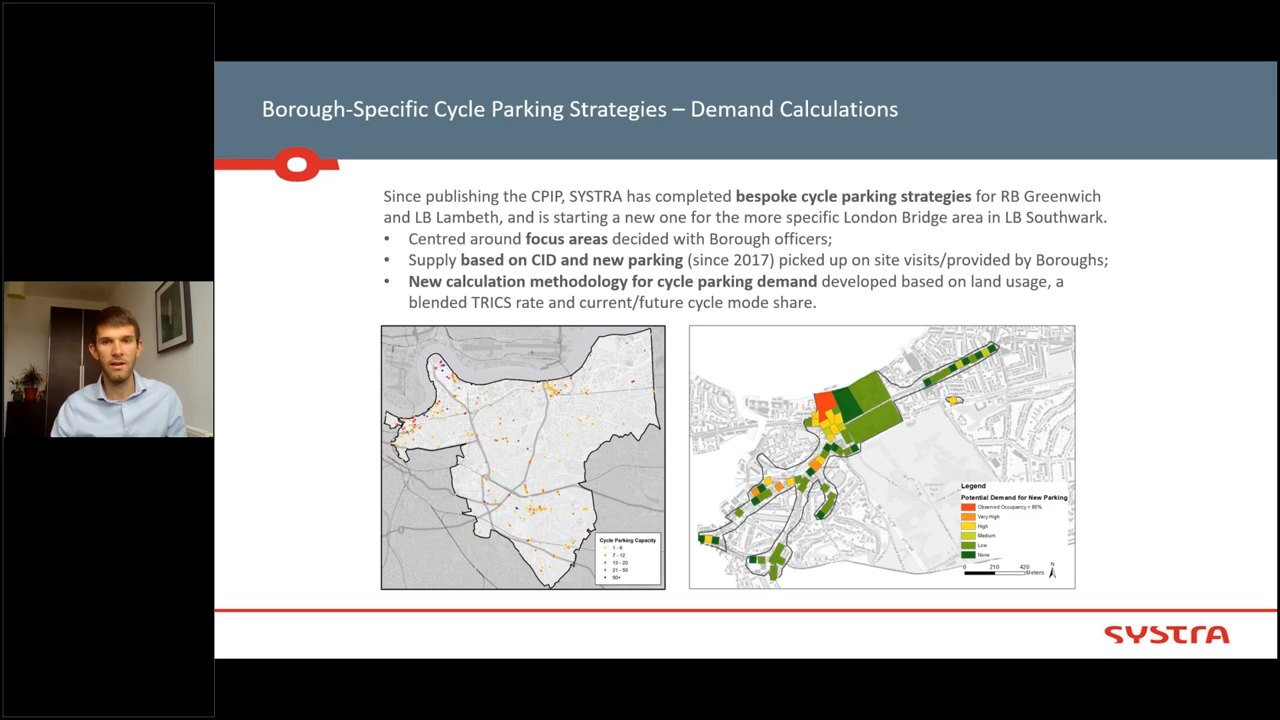 Borough-Specific Cycle Parking Strategies – Demand Calculations
Since publishing the CPIP, SYSTRA has completed bespoke cycle parking strategies for RB Greenwich
and LB Lambeth, and is starting a new one for the more specific London Bridge area in LB Southwark.
• Centred around focus areas decided with Borough officers;
• Supply based on CID and new parking (since 2017) picked up on site visits/provided by Boroughs;
• New calculation methodology for cycle parking demand developed based on land usage, a
blended TRICS rate and current/future cycle mode share.
Cycle Parking Capacity
1 - 6
7 - 12
13 - 20
21 - 50
50+
Legend
Potential Demand for New Parking
Observed Occupancy > 80%
Very High
High
Medium
Low
None
0 210 420
Meters
N
SYSTRA